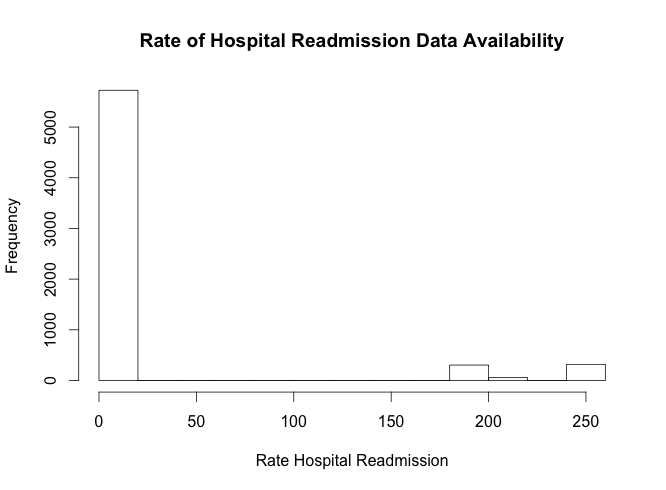 Rate of Hospital Readmission Data Availability
Frequency
5000
4000
3000
2000
1000
0
0 50 100 150 200 250
Rate Hospital Readmission